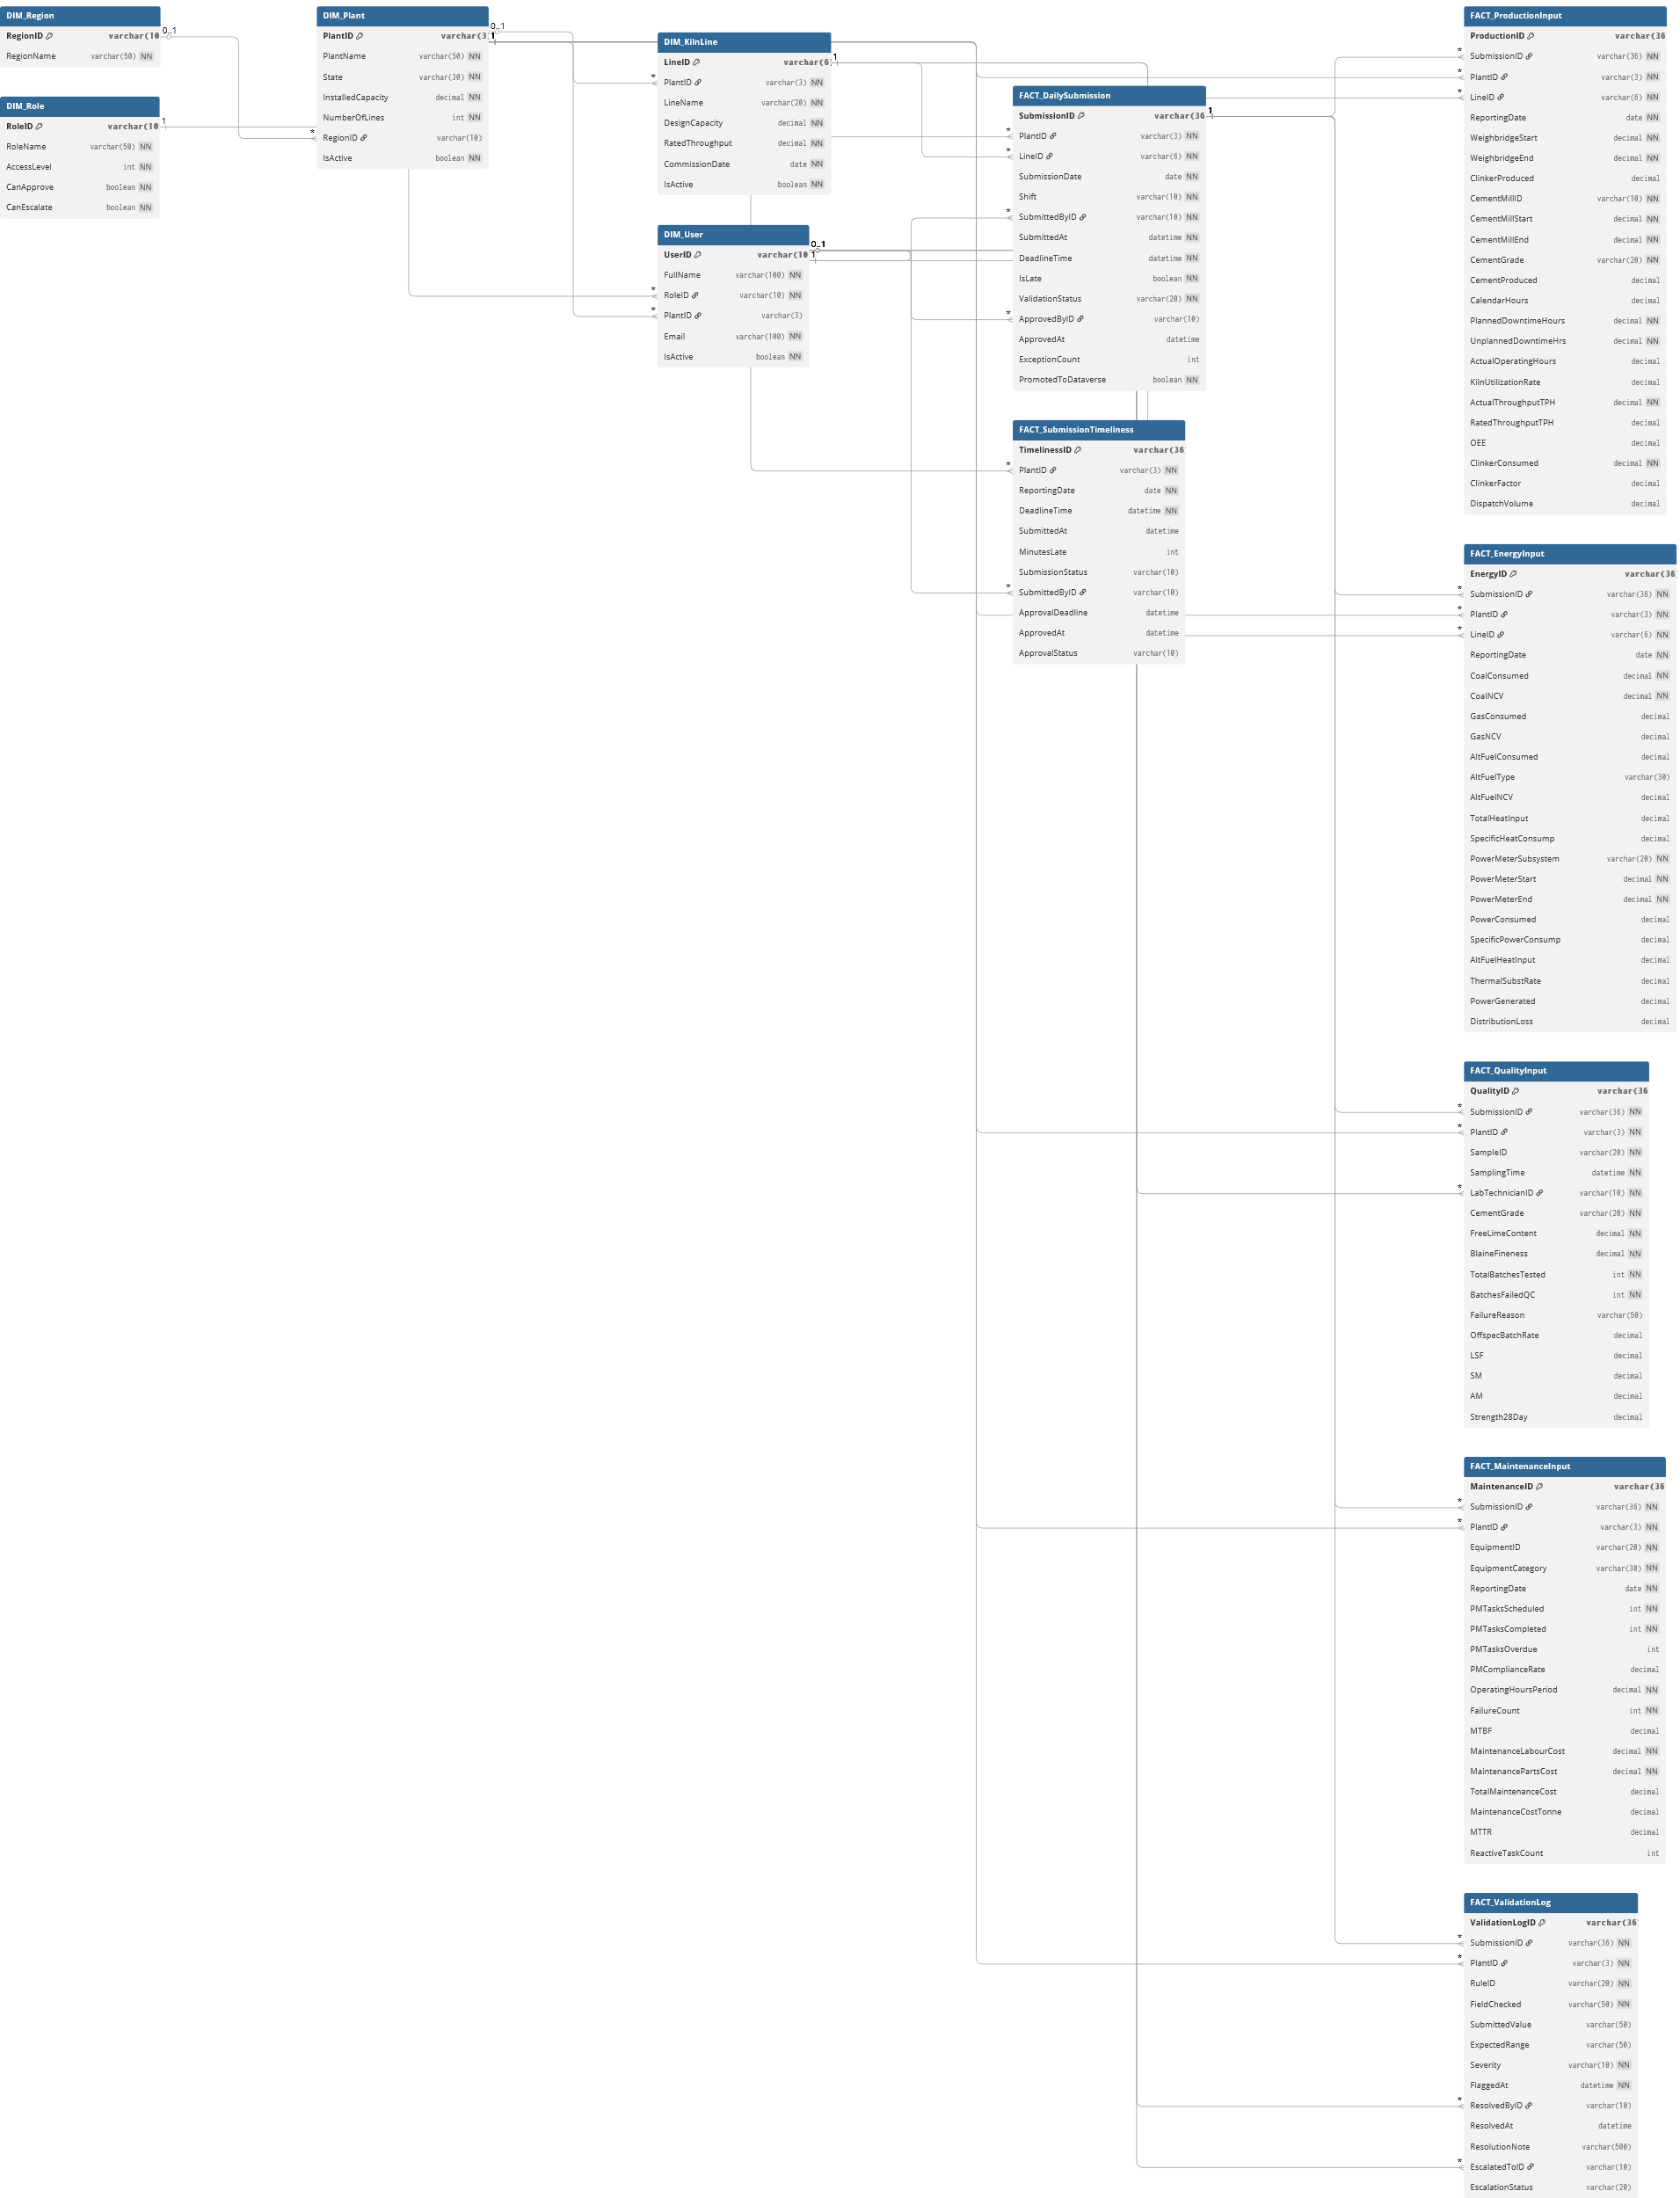 DIM_Region
RegionID varchar(10
RegionName varchar(50) NN
0..1
DIM_Role
RoleID varchar(10
RoleName varchar(50) NN
AccessLevel int NN
CanApprove boolean NN
CanEscalate boolean NN
1
DIM_Plant
PlantID varchar(3)
PlantName varchar(50) NN
State varchar(30) NN
InstalledCapacity decimal NN
NumberOfLines int NN
* RegionID varchar(10)
IsActive boolean NN
0..1
1
DIM_KilnLine
LineID varchar(6)
* PlantID varchar(3) NN
LineName varchar(20) NN
DesignCapacity decimal NN
RatedThroughput decimal NN
CommissionDate date NN
IsActive boolean NN
1
DIM_User
UserID varchar(10
FullName varchar(100) NN
* RoleID varchar(10) NN
* PlantID varchar(3)
Email varchar(100) NN
IsActive boolean NN
0..1
1
FACT_DailySubmission
SubmissionID varchar(36
* PlantID varchar(3) NN
* LineID varchar(6) NN
SubmissionDate date NN
Shift varchar(10) NN
* SubmittedByID varchar(10) NN
SubmittedAt datetime NN
DeadlineTime datetime NN
IsLate boolean NN
ValidationStatus varchar(20) NN
* ApprovedByID varchar(10)
ApprovedAt datetime
ExceptionCount int
PromotedToDataverse boolean NN
1
FACT_SubmissionTimeliness
TimelinessID varchar(36)
* PlantID varchar(3) NN
ReportingDate date NN
DeadlineTime datetime NN
SubmittedAt datetime
MinutesLate int
SubmissionStatus varchar(10)
* SubmittedByID varchar(10)
ApprovalDeadline datetime
ApprovedAt datetime
ApprovalStatus varchar(10)
FACT_ProductionInput
ProductionID varchar(36
* SubmissionID varchar(36) NN
* PlantID varchar(3) NN
* LineID varchar(6) NN
ReportingDate date NN
WeighbridgeStart decimal NN
WeighbridgeEnd decimal NN
ClinkerProduced decimal
CementMillID varchar(10) NN
CementMillStart decimal NN
CementMillEnd decimal NN
CementGrade varchar(20) NN
CementProduced decimal
CalendarHours decimal
PlannedDowntimeHours decimal NN
UnplannedDowntimeHrs decimal NN
ActualOperatingHours decimal
KilnUtilizationRate decimal
ActualThroughputTPH decimal NN
RatedThroughputTPH decimal
OEE decimal
ClinkerConsumed decimal NN
ClinkerFactor decimal
DispatchVolume decimal
FACT_EnergyInput
EnergyID varchar(36)
* SubmissionID varchar(36) NN
* PlantID varchar(3) NN
* LineID varchar(6) NN
ReportingDate date NN
CoalConsumed decimal NN
CoalNCV decimal NN
GasConsumed decimal
GasNCV decimal
AltFuelConsumed decimal
AltFuelType varchar(30)
AltFuelNCV decimal
TotalHeatInput decimal
SpecificHeatConsump decimal
PowerMeterSubsystem varchar(20) NN
PowerMeterStart decimal NN
PowerMeterEnd decimal NN
PowerConsumed decimal
SpecificPowerConsump decimal
AltFuelHeatInput decimal
ThermalSubstRate decimal
PowerGenerated decimal
DistributionLoss decimal
FACT_QualityInput
QualityID varchar(36
* SubmissionID varchar(36) NN
* PlantID varchar(3) NN
SampleID varchar(20) NN
SamplingTime datetime NN
* LabTechnicianID varchar(10) NN
CementGrade varchar(20) NN
FreeLimeContent decimal NN
BlaineFineness decimal NN
TotalBatchesTested int NN
BatchesFailedQC int NN
FailureReason varchar(50)
OffspecBatchRate decimal
LSF decimal
SM decimal
AM decimal
Strength28Day decimal
FACT_MaintenanceInput
MaintenanceID varchar(36
* SubmissionID varchar(36) NN
* PlantID varchar(3) NN
EquipmentID varchar(20) NN
EquipmentCategory varchar(30) NN
ReportingDate date NN
PMTasksScheduled int NN
PMTasksCompleted int NN
PMTasksOverdue int
PMComplianceRate decimal
OperatingHoursPeriod decimal NN
FailureCount int NN
MTBF decimal
MaintenanceLabourCost decimal NN
MaintenancePartsCost decimal NN
TotalMaintenanceCost decimal
MaintenanceCostTonne decimal
MTTR decimal
ReactiveTaskCount int
FACT_ValidationLog
ValidationLogID varchar(36)
* SubmissionID varchar(36) NN
* PlantID varchar(3) NN
RuleID varchar(20) NN
FieldChecked varchar(50) NN
SubmittedValue varchar(50)
ExpectedRange varchar(50)
Severity varchar(10) NN
FlaggedAt datetime NN
* ResolvedByID varchar(10)
ResolvedAt datetime
ResolutionNote varchar(500)
* EscalatedToID varchar(10)
EscalationStatus varchar(20)